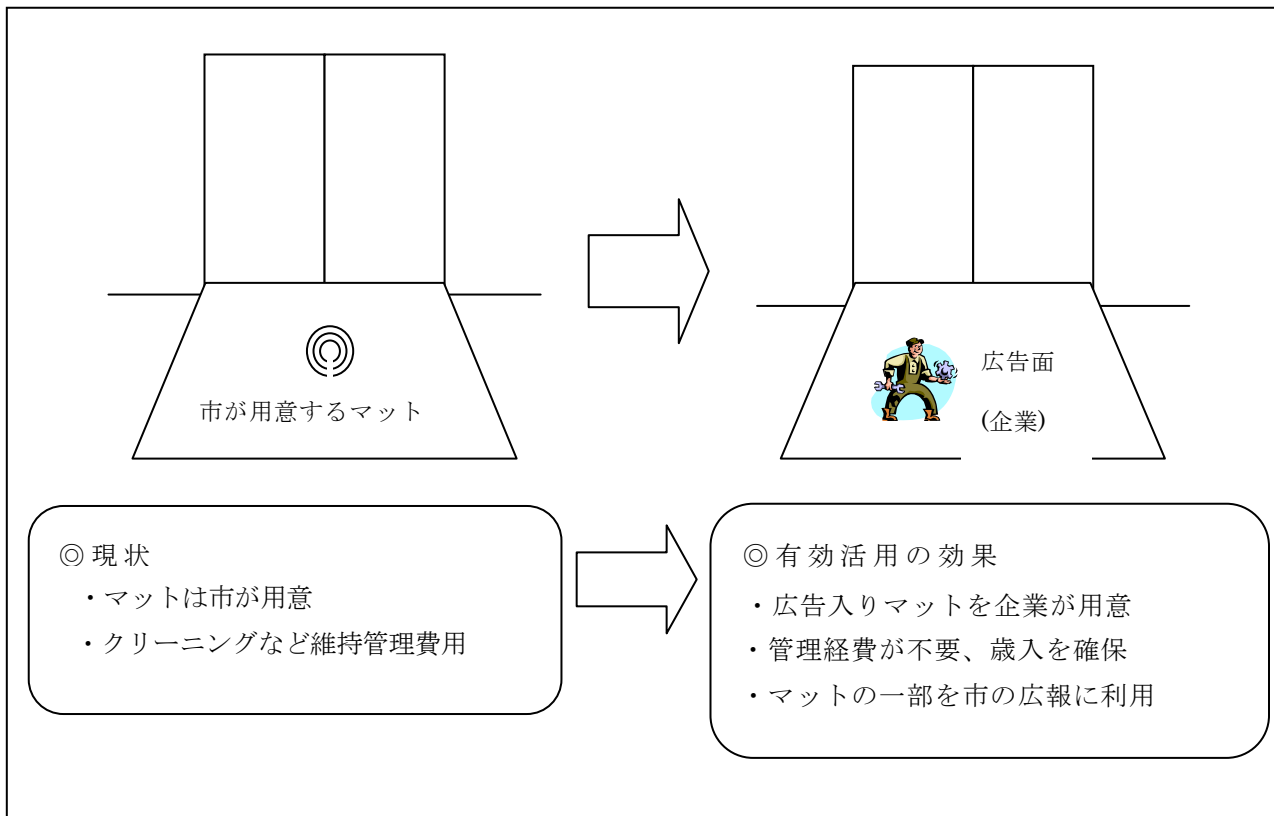 市が用意するマット
広告面
(企業)
◎現状
・マットは市が用意
・クリーニングなど維持管理費用
◎有効活用の効果
・広告入りマットを企業が用意
・管理経費が不要、歳入を確保
・マットの一部を市の広報に利用